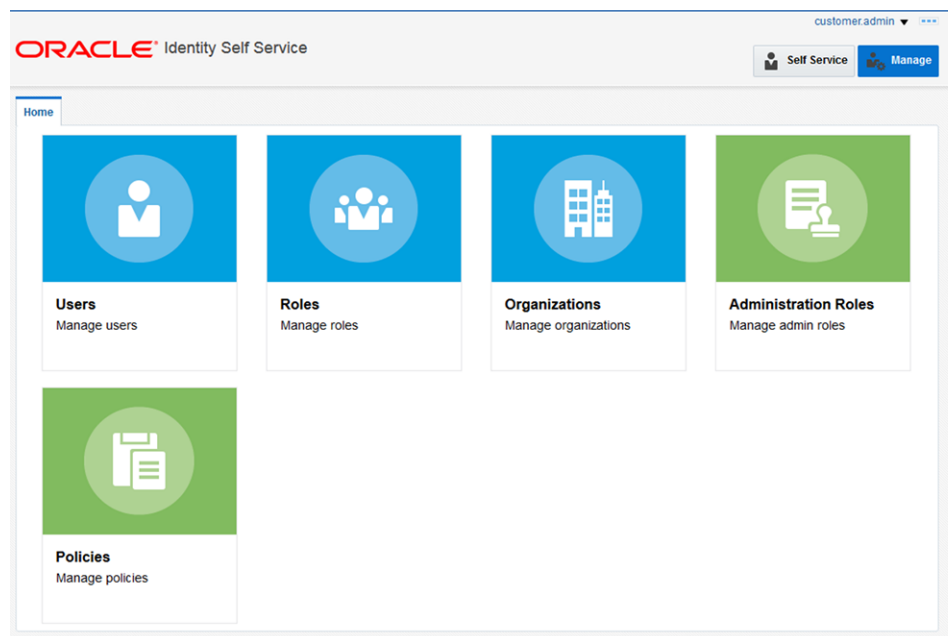 customer.admin
ORACLE Identity Self Service
Self Service
Manage
Home
Users
Manage users
Roles
Manage roles
Organizations
Manage organizations
Administration Roles
Manage admin roles
Policies
Manage policies